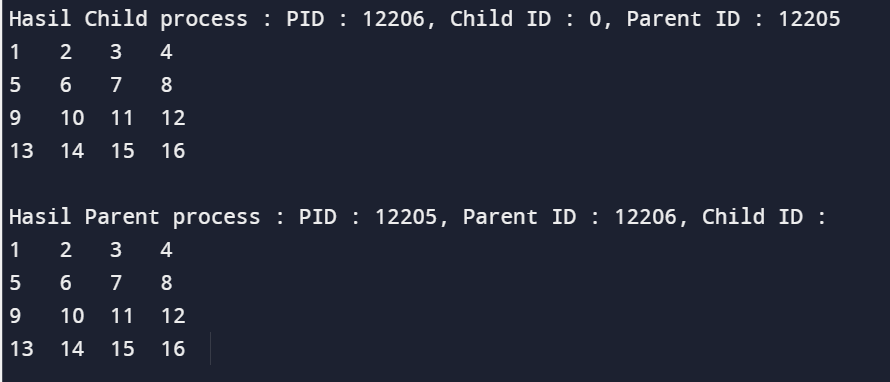 Hasil Child process : PID : 12206, Child ID : 0, Parent ID : 12205
1 2 3 4
5 6 7 8
9 10 11 12
13 14 15 16
Hasil Parent process : PID : 12205, Parent ID : 12206, Child ID :
1 2 3 4
5 6 7 8
9 10 11 12
13 14 15 16